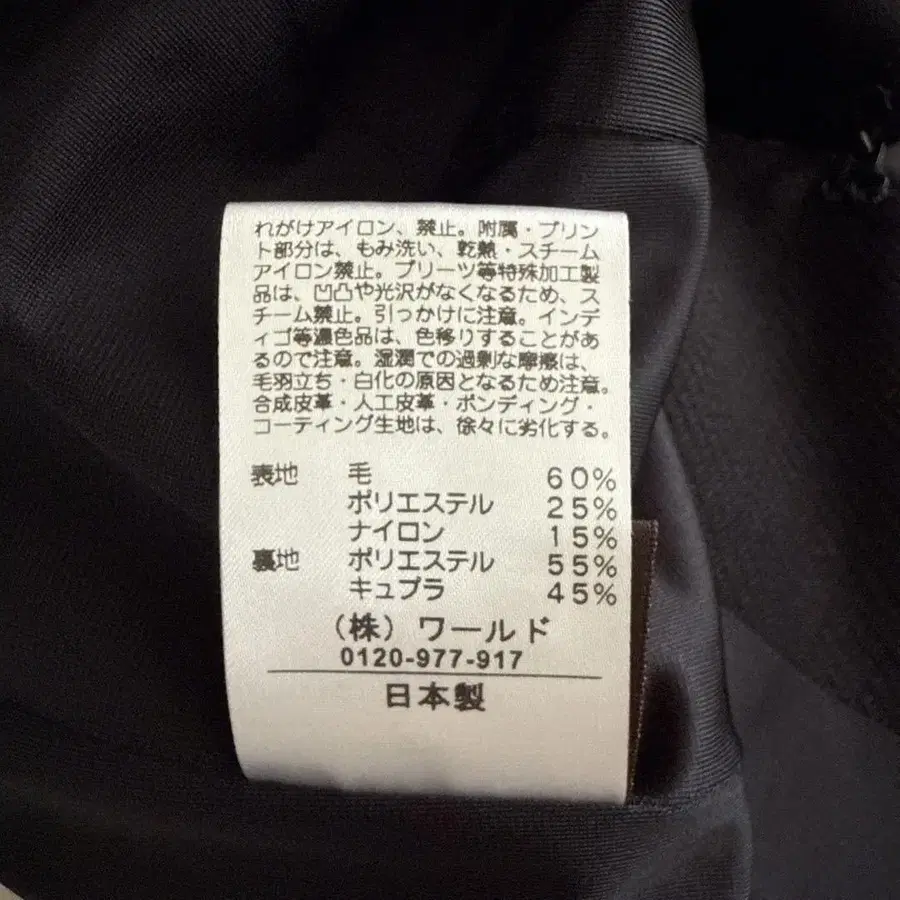 れがけアイロン、禁止。附属・プリン
ト部分は、もみ洗い、乾熱・スチーム
アイロン禁止。プリーツ等特殊加工製
品は、凹凸や光沢がなくなるため、ス
チーム禁止。引っかけに注意。インデ
ィゴ等濃色品は、色移りすることがあ
るので注意。湿潤での過剰な摩擦は、
毛羽立ち・白化の原因となるため注意。
合成皮革・人工皮革・ボンディング・
コーティング生地は、徐々に劣化する。
表地 毛 60%
ポリエステル 25%
ナイロン 15%
裏地 ポリエステル 55%
キュプラ 45%
(株) ワールド
0120-977-917
日本製